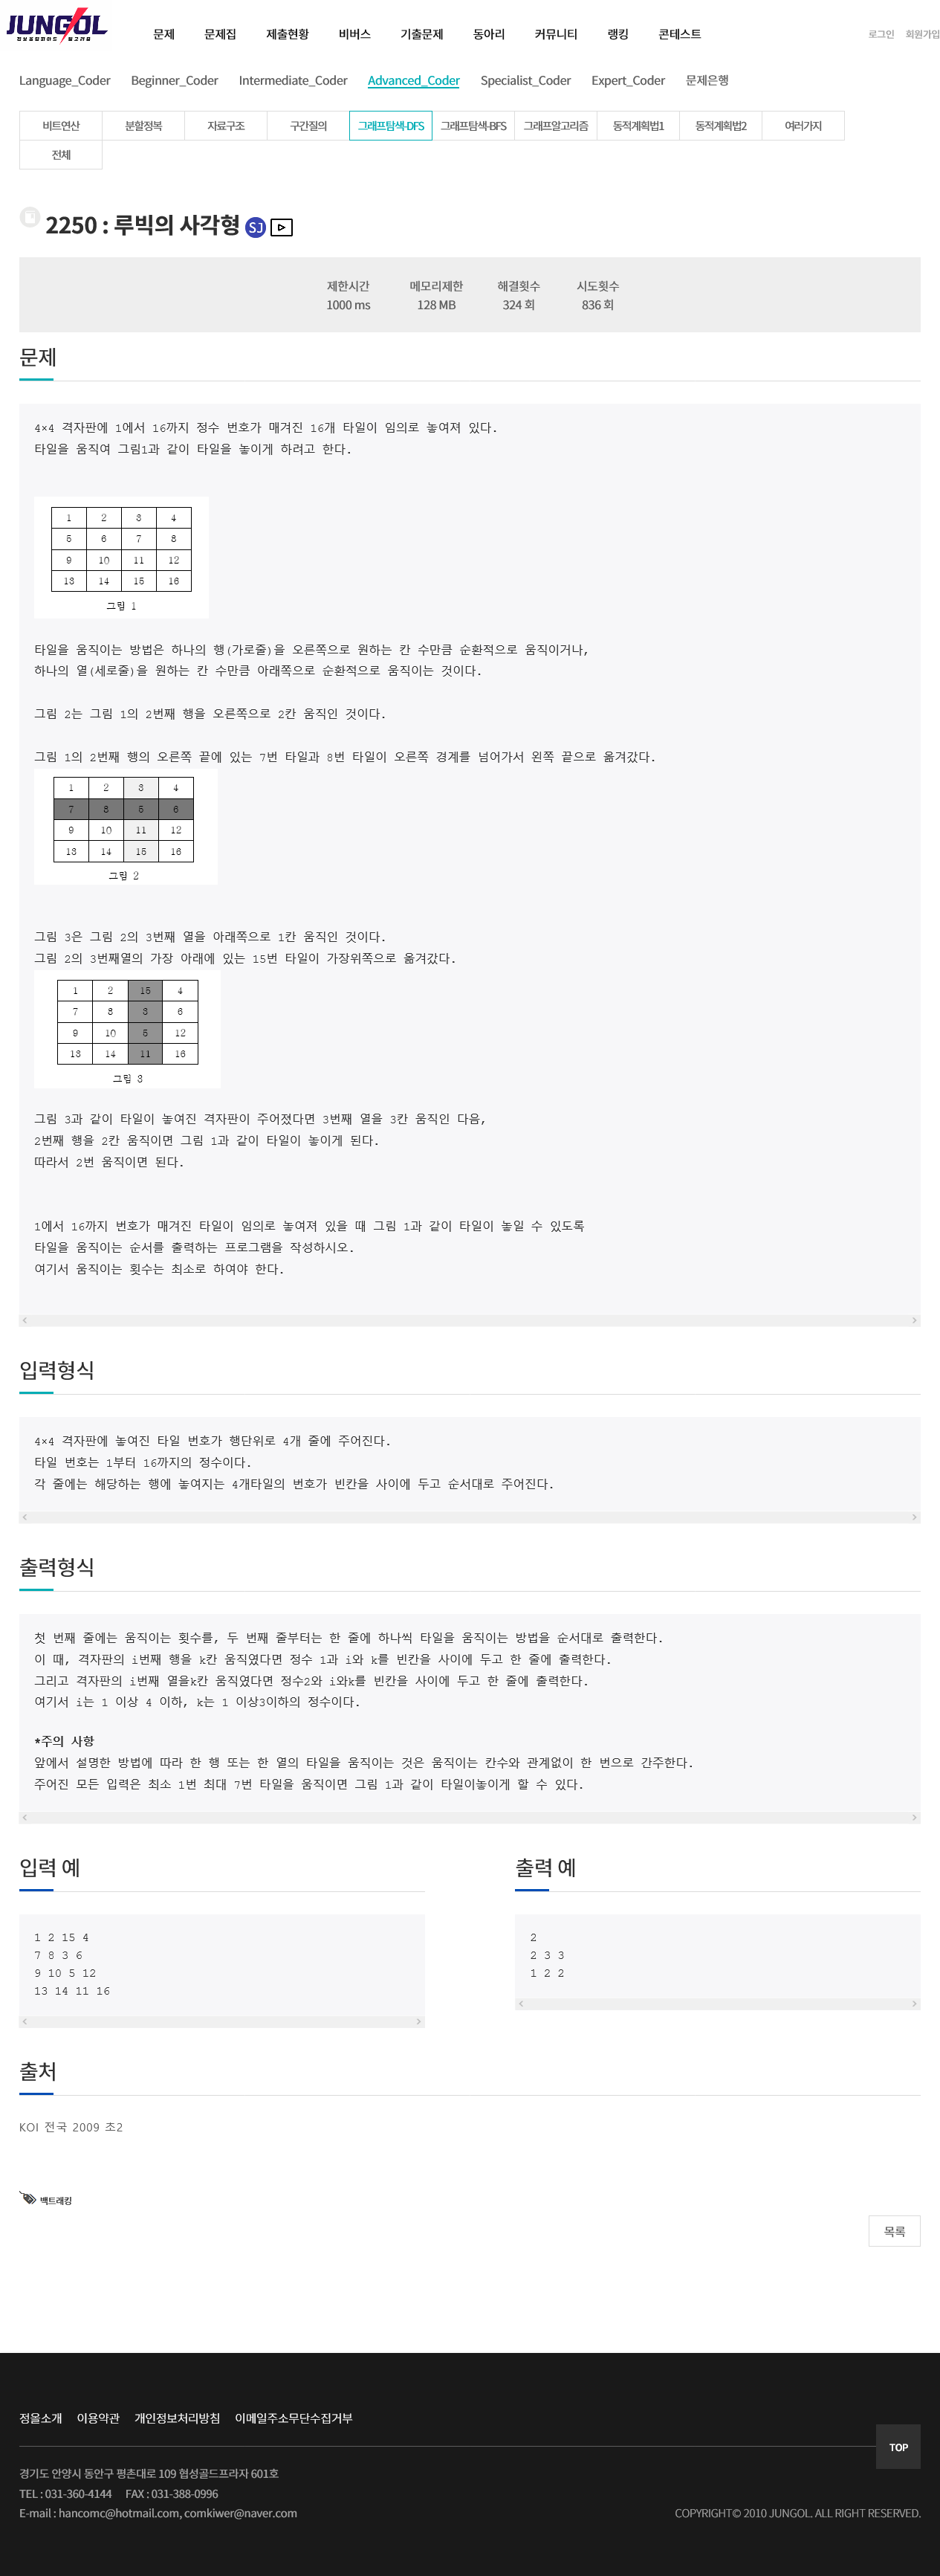 JUNGOL
정보올림피아드 알고리즘
문제 문제집 제출현황 비버스 기출문제 동아리 커뮤니티 랭킹 콘테스트 로그인 회원가입
Language_Coder Beginner_Coder Intermediate_Coder Advanced_Coder Specialist_Coder Expert_Coder 문제은행
비트연산 분할정복 자료구조 구간질의 그래프탐색-DFS 그래프탐색-BFS 그래프알고리즘 동적계획법1 동적계획법2 여러가지
전체
2250 : 루빅의 사각형 SJ
제한시간 메모리제한 해결횟수 시도횟수
1000 ms 128 MB 324 회 836 회
문제
4×4 격자판에 1에서 16까지 정수 번호가 매겨진 16개 타일이 임의로 놓여져 있다.
타일을 움직여 그림1과 같이 타일을 놓이게 하려고 한다.
1 2 3 4
5 6 7 8
9 10 11 12
13 14 15 16
그림 1
타일을 움직이는 방법은 하나의 행(가로줄)을 오른쪽으로 원하는 칸 수만큼 순환적으로 움직이거나,
하나의 열(세로줄)을 원하는 칸 수만큼 아래쪽으로 순환적으로 움직이는 것이다.
그림 2는 그림 1의 2번째 행을 오른쪽으로 2칸 움직인 것이다.
그림 1의 2번째 행의 오른쪽 끝에 있는 7번 타일과 8번 타일이 오른쪽 경계를 넘어가서 왼쪽 끝으로 옮겨갔다.
1 2 3 4
7 8 5 6
9 10 11 12
13 14 15 16
그림 2
그림 3은 그림 2의 3번째 열을 아래쪽으로 1칸 움직인 것이다.
그림 2의 3번째열의 가장 아래에 있는 15번 타일이 가장위쪽으로 옮겨갔다.
1 2 15 4
7 8 3 6
9 10 5 12
13 14 11 16
그림 3
그림 3과 같이 타일이 놓여진 격자판이 주어졌다면 3번째 열을 3칸 움직인 다음,
2번째 행을 2칸 움직이면 그림 1과 같이 타일이 놓이게 된다.
따라서 2번 움직이면 된다.
1에서 16까지 번호가 매겨진 타일이 임의로 놓여져 있을 때 그림 1과 같이 타일이 놓일 수 있도록
타일을 움직이는 순서를 출력하는 프로그램을 작성하시오.
여기서 움직이는 횟수는 최소로 하여야 한다.
입력형식
4×4 격자판에 놓여진 타일 번호가 행단위로 4개 줄에 주어진다.
타일 번호는 1부터 16까지의 정수이다.
각 줄에는 해당하는 행에 놓여지는 4개타일의 번호가 빈칸을 사이에 두고 순서대로 주어진다.
출력형식
첫 번째 줄에는 움직이는 횟수를, 두 번째 줄부터는 한 줄에 하나씩 타일을 움직이는 방법을 순서대로 출력한다.
이 때, 격자판의 i번째 행을 k칸 움직였다면 정수 1과 i와 k를 빈칸을 사이에 두고 한 줄에 출력한다.
그리고 격자판의 i번째 열을k칸 움직였다면 정수2와 i와k를 빈칸을 사이에 두고 한 줄에 출력한다.
여기서 i는 1 이상 4 이하, k는 1 이상3이하의 정수이다.
*주의 사항
앞에서 설명한 방법에 따라 한 행 또는 한 열의 타일을 움직이는 것은 움직이는 칸수와 관계없이 한 번으로 간주한다.
주어진 모든 입력은 최소 1번 최대 7번 타일을 움직이면 그림 1과 같이 타일이놓이게 할 수 있다.
입력 예
1 2 15 4
7 8 3 6
9 10 5 12
13 14 11 16
출력 예
2
2 3 3
1 2 2
출처
KOI 전국 2009 초2
백트래킹
목록
정올소개 이용약관 개인정보처리방침 이메일주소무단수집거부
TOP
경기도 안양시 동안구 평촌대로 109 협성골드프라자 601호
TEL : 031-360-4144 FAX : 031-388-0996
E-mail : hancomc@hotmail.com, comkiwer@naver.com
COPYRIGHT© 2010 JUNGOL. ALL RIGHT RESERVED.